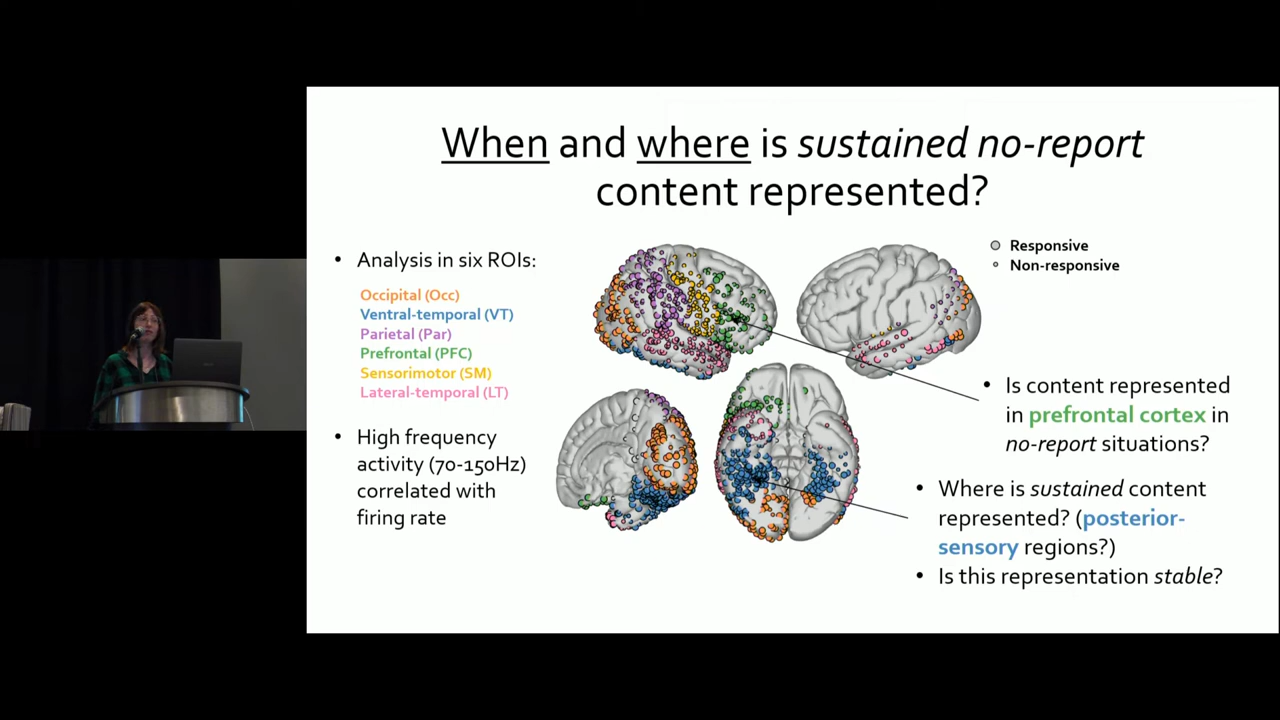 When and where is sustained no-report
content represented?
• Analysis in six ROIs:
Occipital (Occ)
Ventral-temporal (VT)
Parietal (Par)
Prefrontal (PFC)
Sensorimotor (SM)
Lateral-temporal (LT)
• High frequency
activity (70-150Hz)
correlated with
firing rate
Responsive
Non-responsive
• Is content represented
in prefrontal cortex in
no-report situations?
• Where is sustained content
represented? (posterior-
sensory regions?)
• Is this representation stable?